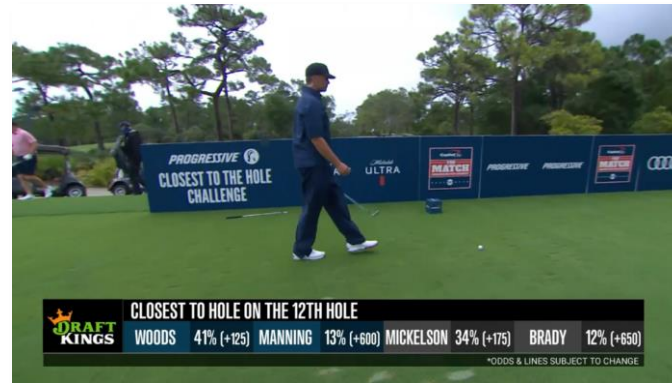 PROGRESSIVE
CLOSEST TO THE HOLE
CHALLENGE
ULTRA
THE
MATCH
PROGRESSIVE
PROGRESSIVE
THE
MATCH
DRAFT
KINGS
CLOSEST TO HOLE ON THE 12TH HOLE
WOODS 41% (+125) MANNING 13% (+600) MICKELSON 34% (+175) BRADY 12% (+650)
*ODDS & LINES SUBJECT TO CHANGE